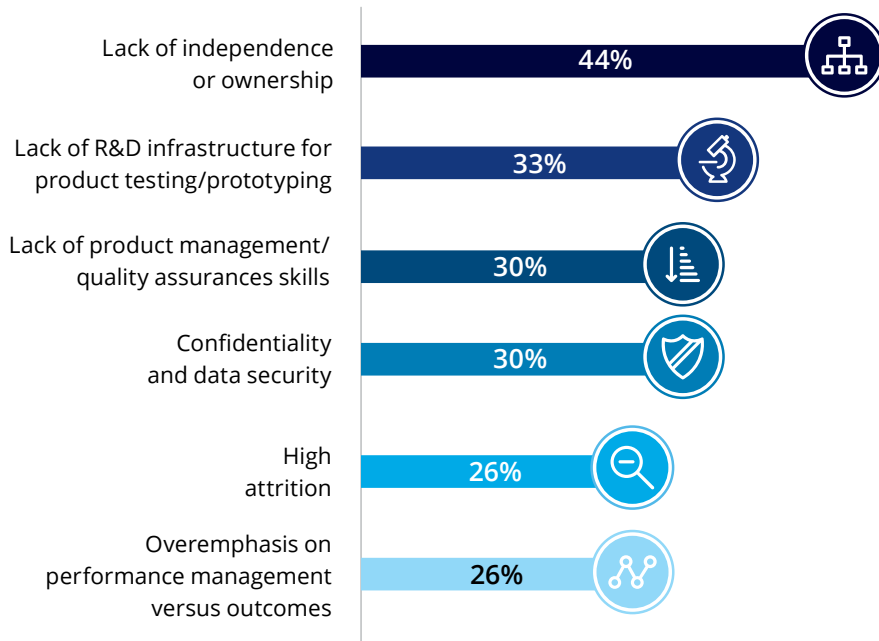 Lack of independence
or ownership
44%
Lack of R&D infrastructure for
product testing/prototyping
33%
Lack of product management/
quality assurances skills
30%
Confidentiality
and data security
30%
High
attrition
26%
Overemphasis on
performance management
versus outcomes
26%